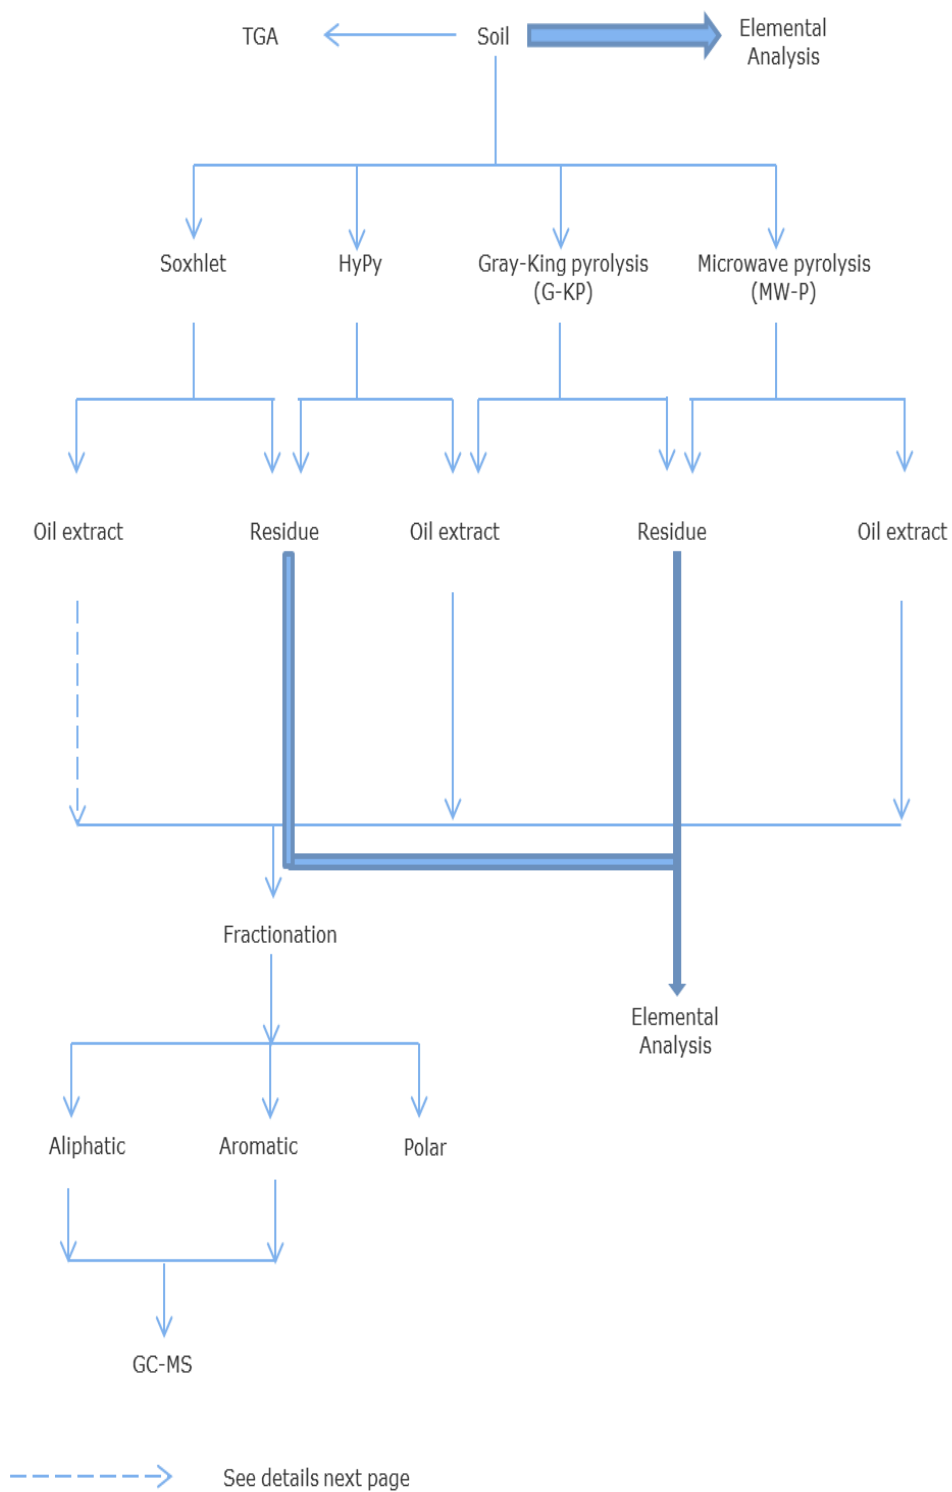 TGA
Soil
Elemental
Analysis
Soxhlet
HyPy
Gray-King pyrolysis
(G-KP)
Microwave pyrolysis
(MW-P)
Oil extract
Residue
Oil extract
Residue
Oil extract
Fractionation
Elemental
Analysis
Aliphatic
Aromatic
Polar
GC-MS
See details next page